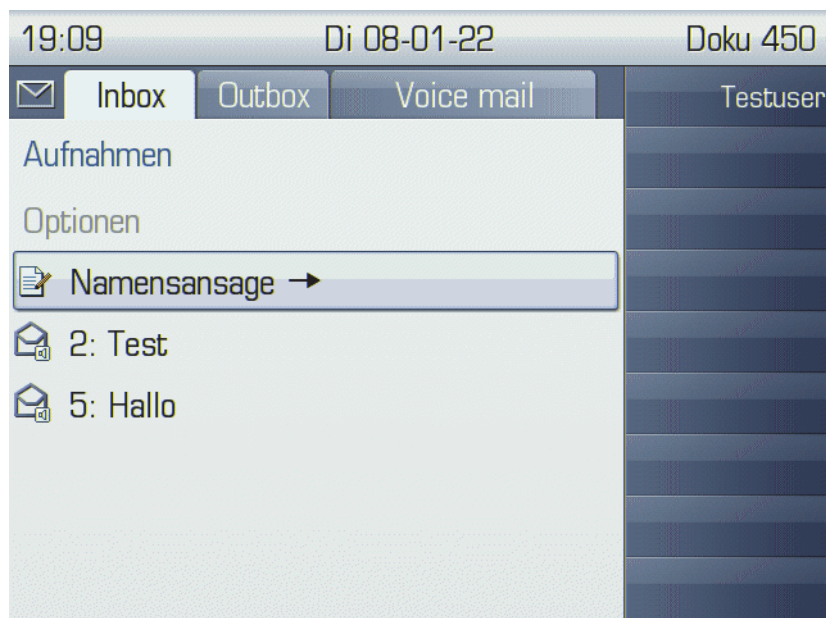 19:09 Di 08-01-22 Doku 450
Inbox Outbox Voice mail Testuser
Aufnahmen
Optionen
Namensansage →
2: Test
5: Hallo